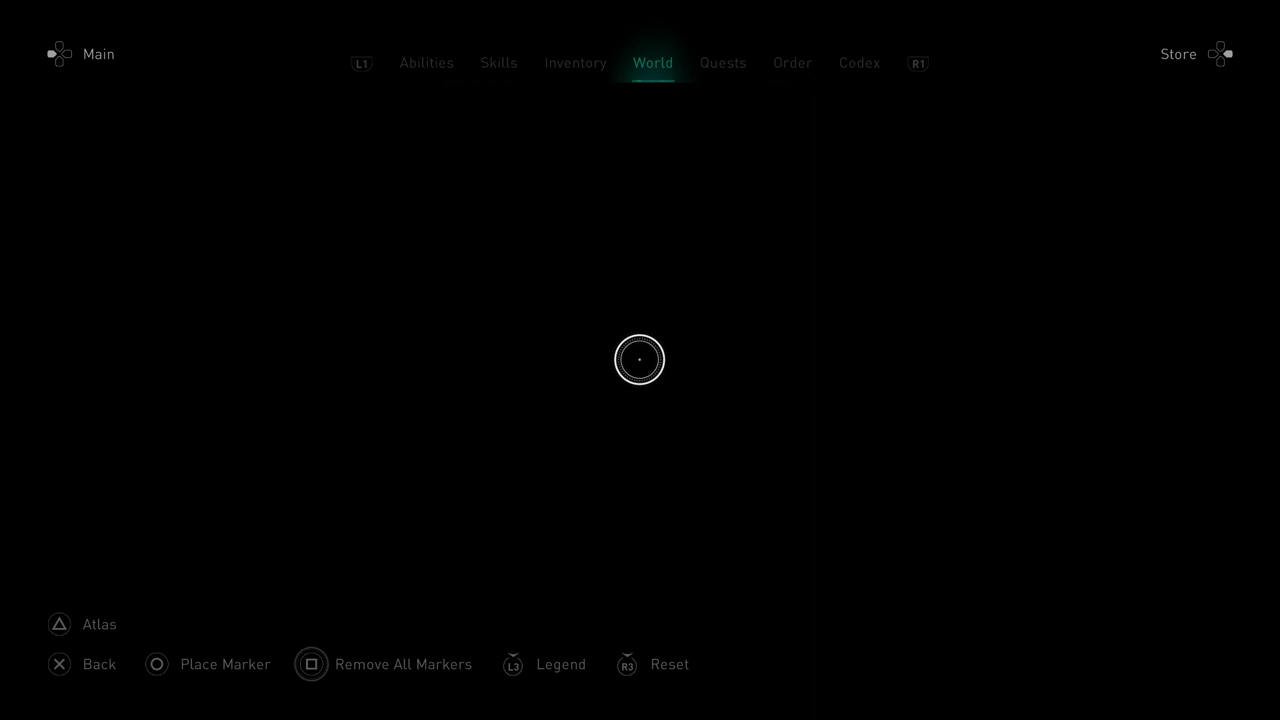 Main
L1 Abilities Skills Inventory World Quests Order Codex R1
Store
Atlas
Back Place Marker Remove All Markers L3 Legend R3 Reset